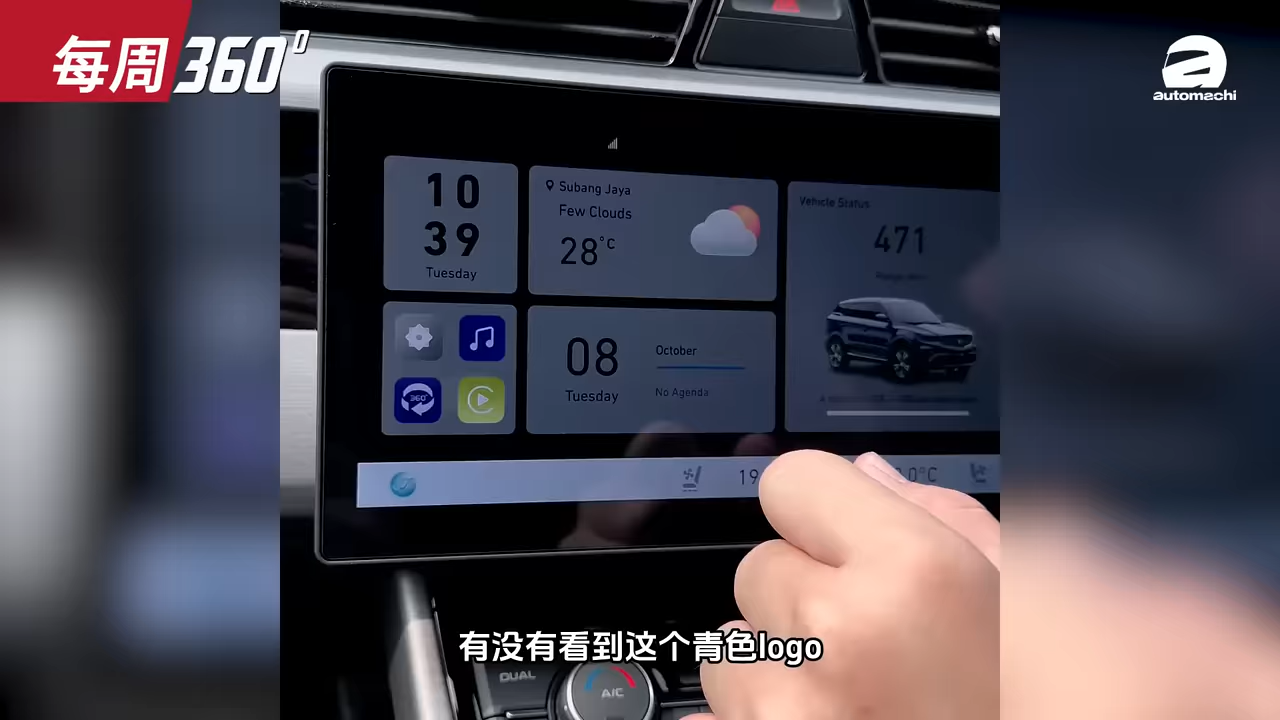 每周360°
automachi
10
39
Tuesday
Subang Jaya
Few Clouds
28°C
Vehicle Status
471
360°
08
Tuesday
October
No Agenda
19
0°C
有没有看到这个青色logo
DUAL
A/C